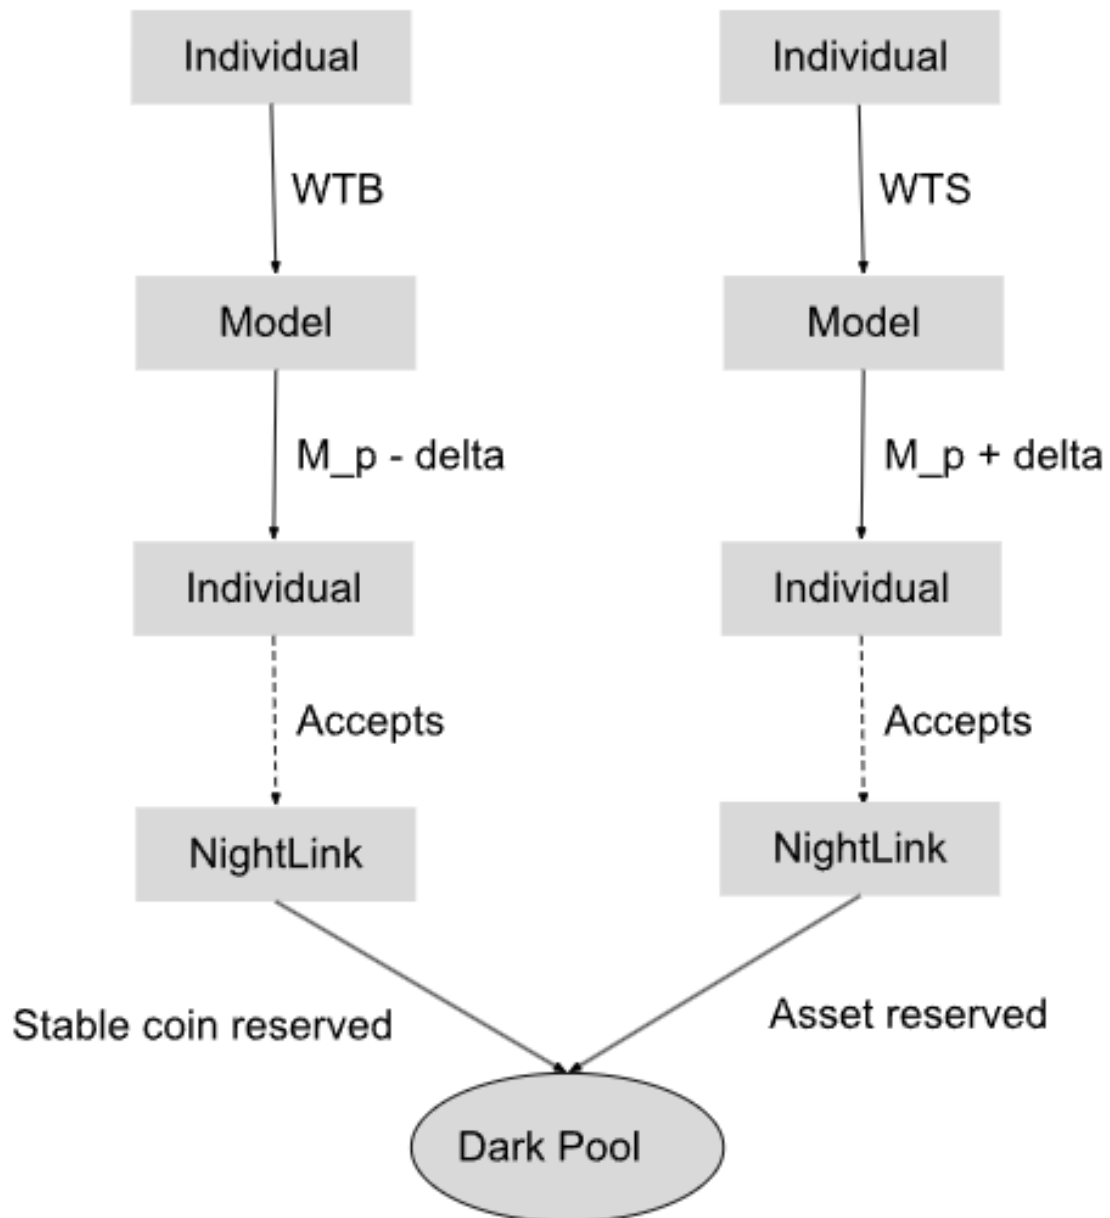 Individual
WTB
Model
M_p - delta
Individual
Accepts
NightLink
Stable coin reserved
Individual
WTS
Model
M_p + delta
Individual
Accepts
NightLink
Asset reserved
Dark Pool